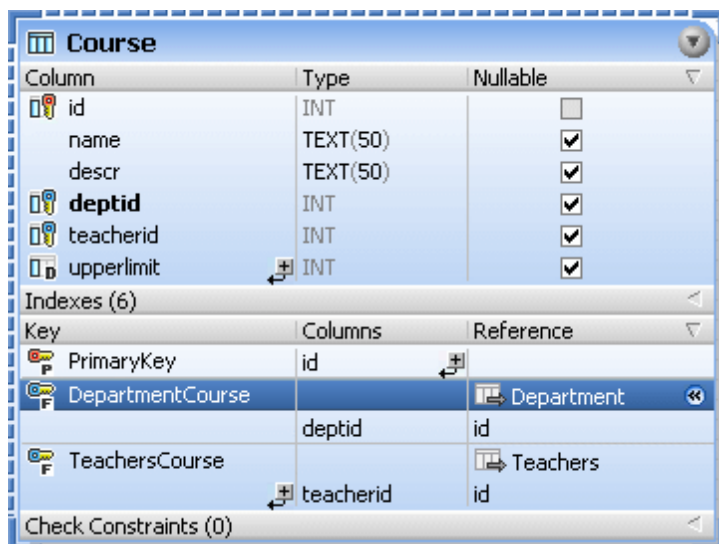 Course
Column Type Nullable
id INT
name TEXT(50)
descr TEXT(50)
deptid INT
teacherid INT
D upperlimit INT
Indexes (6)
Key Columns Reference
P PrimaryKey id
F DepartmentCourse Department
deptid id
F TeachersCourse Teachers
teacherid id
Check Constraints (0)